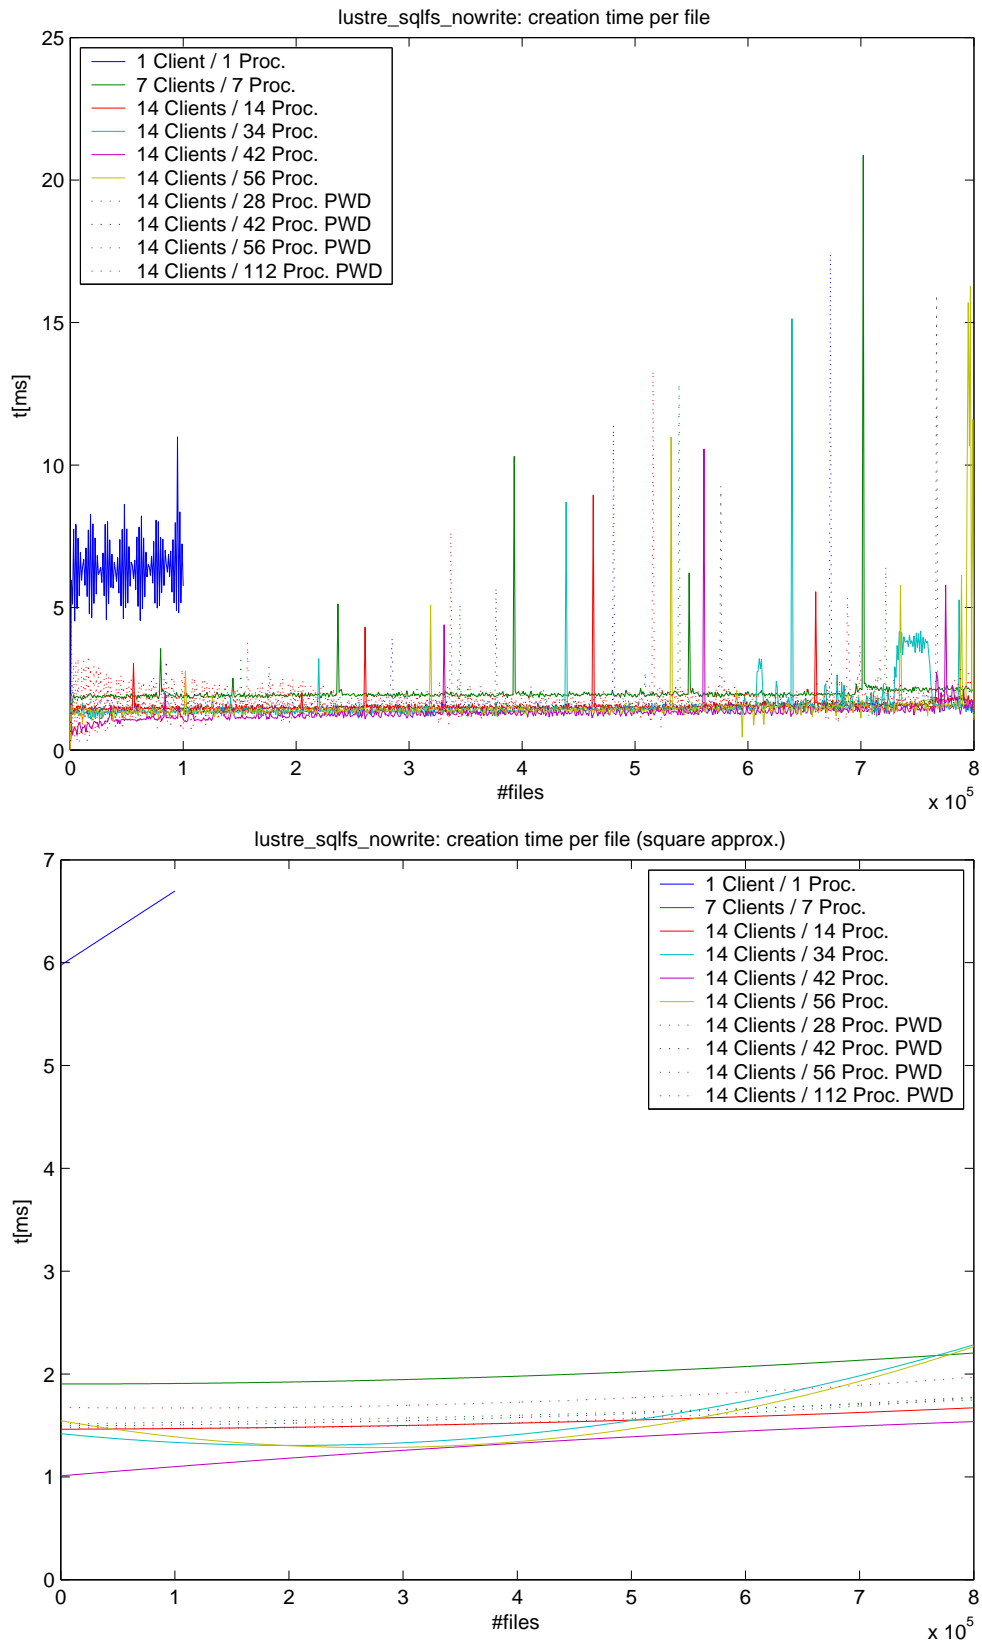 lustre_sqlfs_nowrite: creation time per file
25
20
15
10
5
0
t[ms]
1 Client / 1 Proc.
7 Clients / 7 Proc.
14 Clients / 14 Proc.
14 Clients / 34 Proc.
14 Clients / 42 Proc.
14 Clients / 56 Proc.
14 Clients / 28 Proc. PWD
14 Clients / 42 Proc. PWD
14 Clients / 56 Proc. PWD
14 Clients / 112 Proc. PWD
0 1 2 3 4 5 6 7 8
#files
x 10^5
lustre_sqlfs_nowrite: creation time per file (square approx.)
7
6
5
4
3
2
1
0
t[ms]
1 Client / 1 Proc.
7 Clients / 7 Proc.
14 Clients / 14 Proc.
14 Clients / 34 Proc.
14 Clients / 42 Proc.
14 Clients / 56 Proc.
14 Clients / 28 Proc. PWD
14 Clients / 42 Proc. PWD
14 Clients / 56 Proc. PWD
14 Clients / 112 Proc. PWD
0 1 2 3 4 5 6 7 8
#files
x 10^5